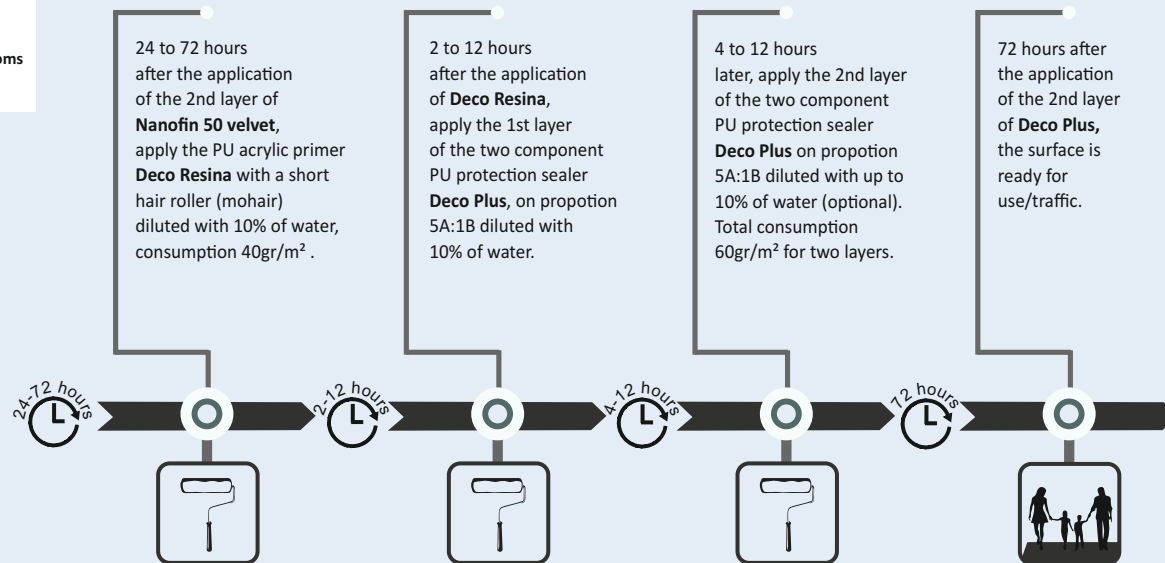 24 to 72 hours
after the application
of the 2nd layer of
Nanofin 50 velvet,
apply the PU acrylic primer
Deco Resina with a short
hair roller (mohair)
diluted with 10% of water,
consumption 40gr/m² .
2 to 12 hours
after the application
of Deco Resina,
apply the 1st layer
of the two component
PU protection sealer
Deco Plus, on propotion
5A:1B diluted with
10% of water.
4 to 12 hours
later, apply the 2nd layer
of the two component
PU protection sealer
Deco Plus on propotion
5A:1B diluted with up to
10% of water (optional).
Total consumption
60gr/m² for two layers.
72 hours after
the application
of the 2nd layer
of Deco Plus,
the surface is
ready for
use/traffic.
24-72 hours
2-12 hours
4-12 hours
72 hours